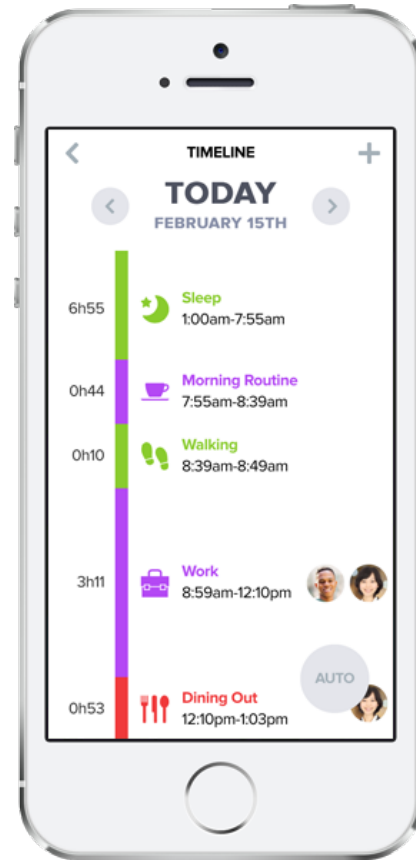 TIMELINE
TODAY
FEBRUARY 15TH
6h55
Sleep
1:00am-7:55am
0h44
Morning Routine
7:55am-8:39am
0h10
Walking
8:39am-8:49am
3h11
Work
8:59am-12:10pm
AUTO
0h53
Dining Out
12:10pm-1:03pm